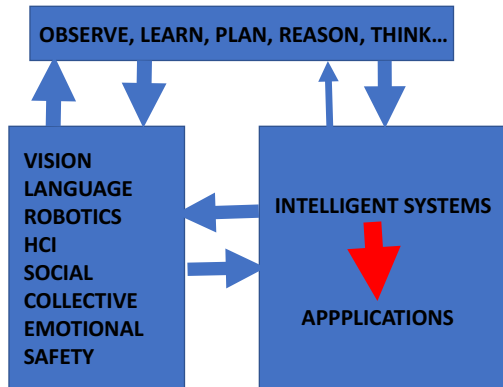 OBSERVE, LEARN, PLAN, REASON, THINK…
VISION
LANGUAGE
ROBOTICS
HCI
SOCIAL
COLLECTIVE
EMOTIONAL
SAFETY
INTELLIGENT SYSTEMS
APPPLICATIONS